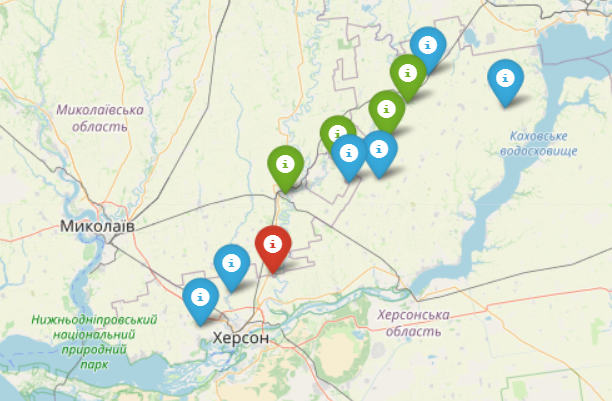 Миколаївська
область
Каховське
водосховище
Миколаїв
Нижньодніпровський
національний
природний
парк
Херсонська
область
Херсон